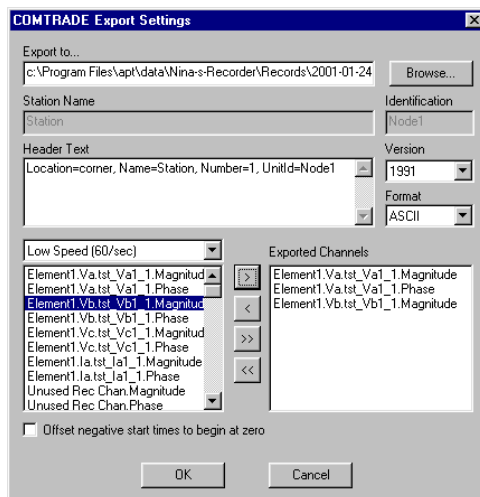 COMTRADE Export Settings
Export to...
c:\Program Files\apt\data\Nina-s-Recorder\Records\2001-01-24
Browse...
Station Name
Identification
Station
Node1
Header Text
Version
Location=corner, Name=Station, Number=1, UnitId=Node1
1991
Format
ASCII
Low Speed (60/sec)
Exported Channels
Element1.Va.tst_Va1_1.Magnitud
Element1.Va.tst_Va1_1.Phase
Element1.Vb.tst_Vb1_1.Magnitud
Element1.Vb.tst_Vb1_1.Phase
Element1.Vc.tst_Vc1_1.Magnitud
Element1.Vc.tst_Vc1_1.Phase
Element1.Ia.tst_Ia1_1.Magnitude
Element1.Ia.tst_Ia1_1.Phase
Unused Rec Chan.Magnitude
Unused Rec Chan.Phase
>
<
>>
<<
Element1.Va.tst_Va1_1.Magnitude
Element1.Va.tst_Va1_1.Phase
Element1.Vb.tst_Vb1_1.Magnitude
Offset negative start times to begin at zero
OK
Cancel